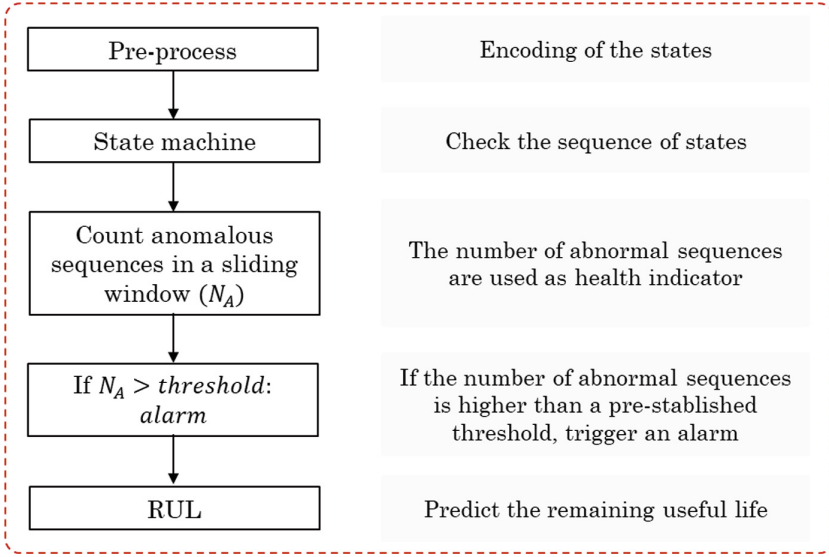 Pre-process
Encoding of the states
State machine
Check the sequence of states
Count anomalous
sequences in a sliding
window (N_A)
The number of abnormal sequences
are used as health indicator
If N_A > threshold:
alarm
If the number of abnormal sequences
is higher than a pre-stablished
threshold, trigger an alarm
RUL
Predict the remaining useful life